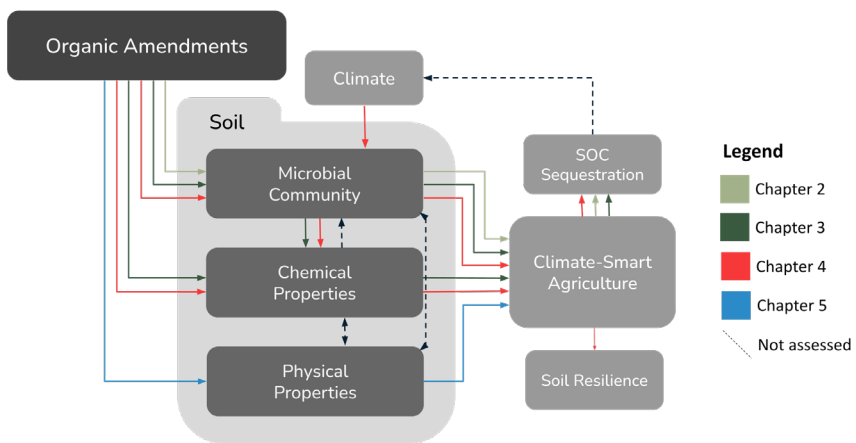 Organic Amendments
Climate
Soil
Microbial
Community
SOC
Sequestration
Chemical
Properties
Climate-Smart
Agriculture
Physical
Properties
Soil Resilience
Legend
Chapter 2
Chapter 3
Chapter 4
Chapter 5
Not assessed